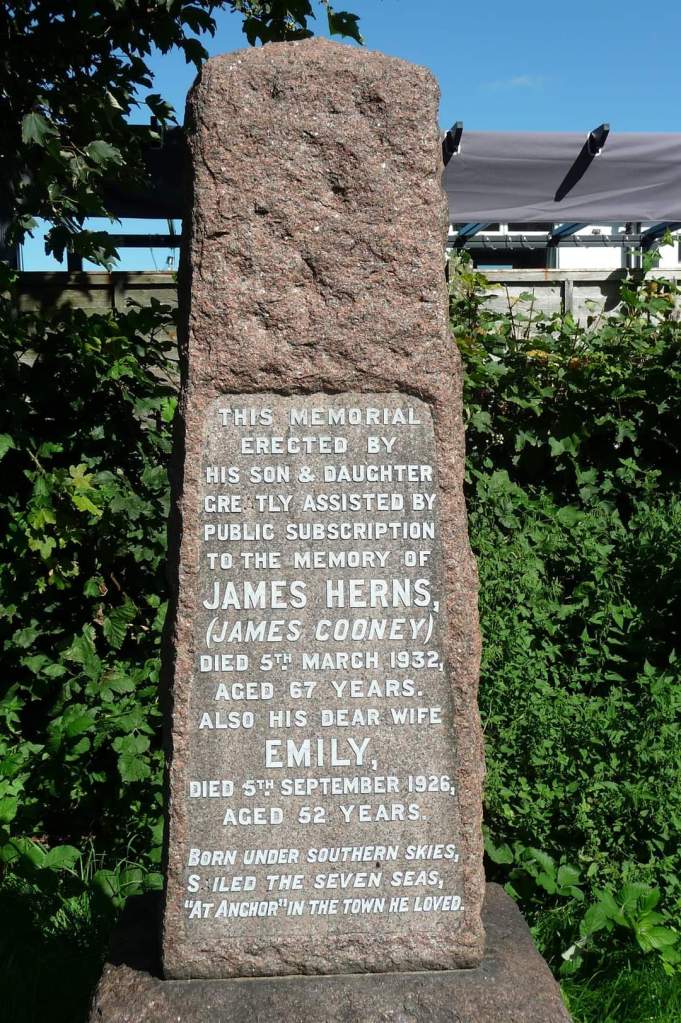 THIS MEMORIAL
ERECTED BY
HIS SON & DAUGHTER
GRE TLY ASSISTED BY
PUBLIC SUBSCRIPTION
TO THE MEMORY OF
JAMES HERNS,
(JAMES COONEY)
DIED 5TH MARCH 1932,
AGED 67 YEARS.
ALSO HIS DEAR WIFE
EMILY,
DIED 5TH SEPTEMBER 1926,
AGED 52 YEARS.
BORN UNDER SOUTHERN SKIES,
S ILED THE SEVEN SEAS,
"AT ANCHOR" IN THE TOWN HE LOVED.